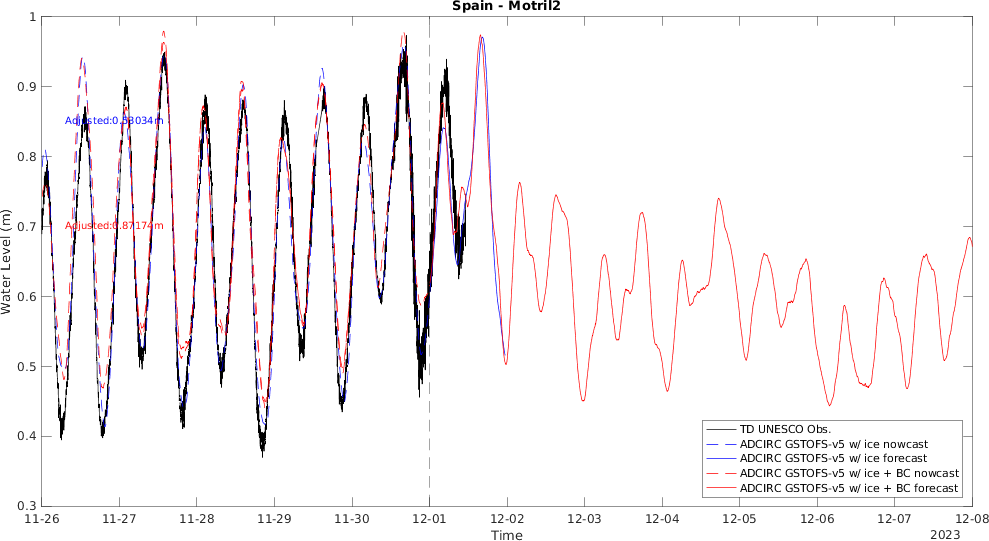 Spain - Motril2
1
0.9
0.8
0.7
0.6
0.5
0.4
0.3
Water Level (m)
Adjusted:0.53034m
Adjusted:0.87174m
TD UNESCO Obs.
ADCIRC GSTOFS-v5 w/ ice nowcast
ADCIRC GSTOFS-v5 w/ ice forecast
ADCIRC GSTOFS-v5 w/ ice + BC nowcast
ADCIRC GSTOFS-v5 w/ ice + BC forecast
11-26 11-27 11-28 11-29 11-30 12-01 12-02 12-03 12-04 12-05 12-06 12-07 12-08
Time
2023